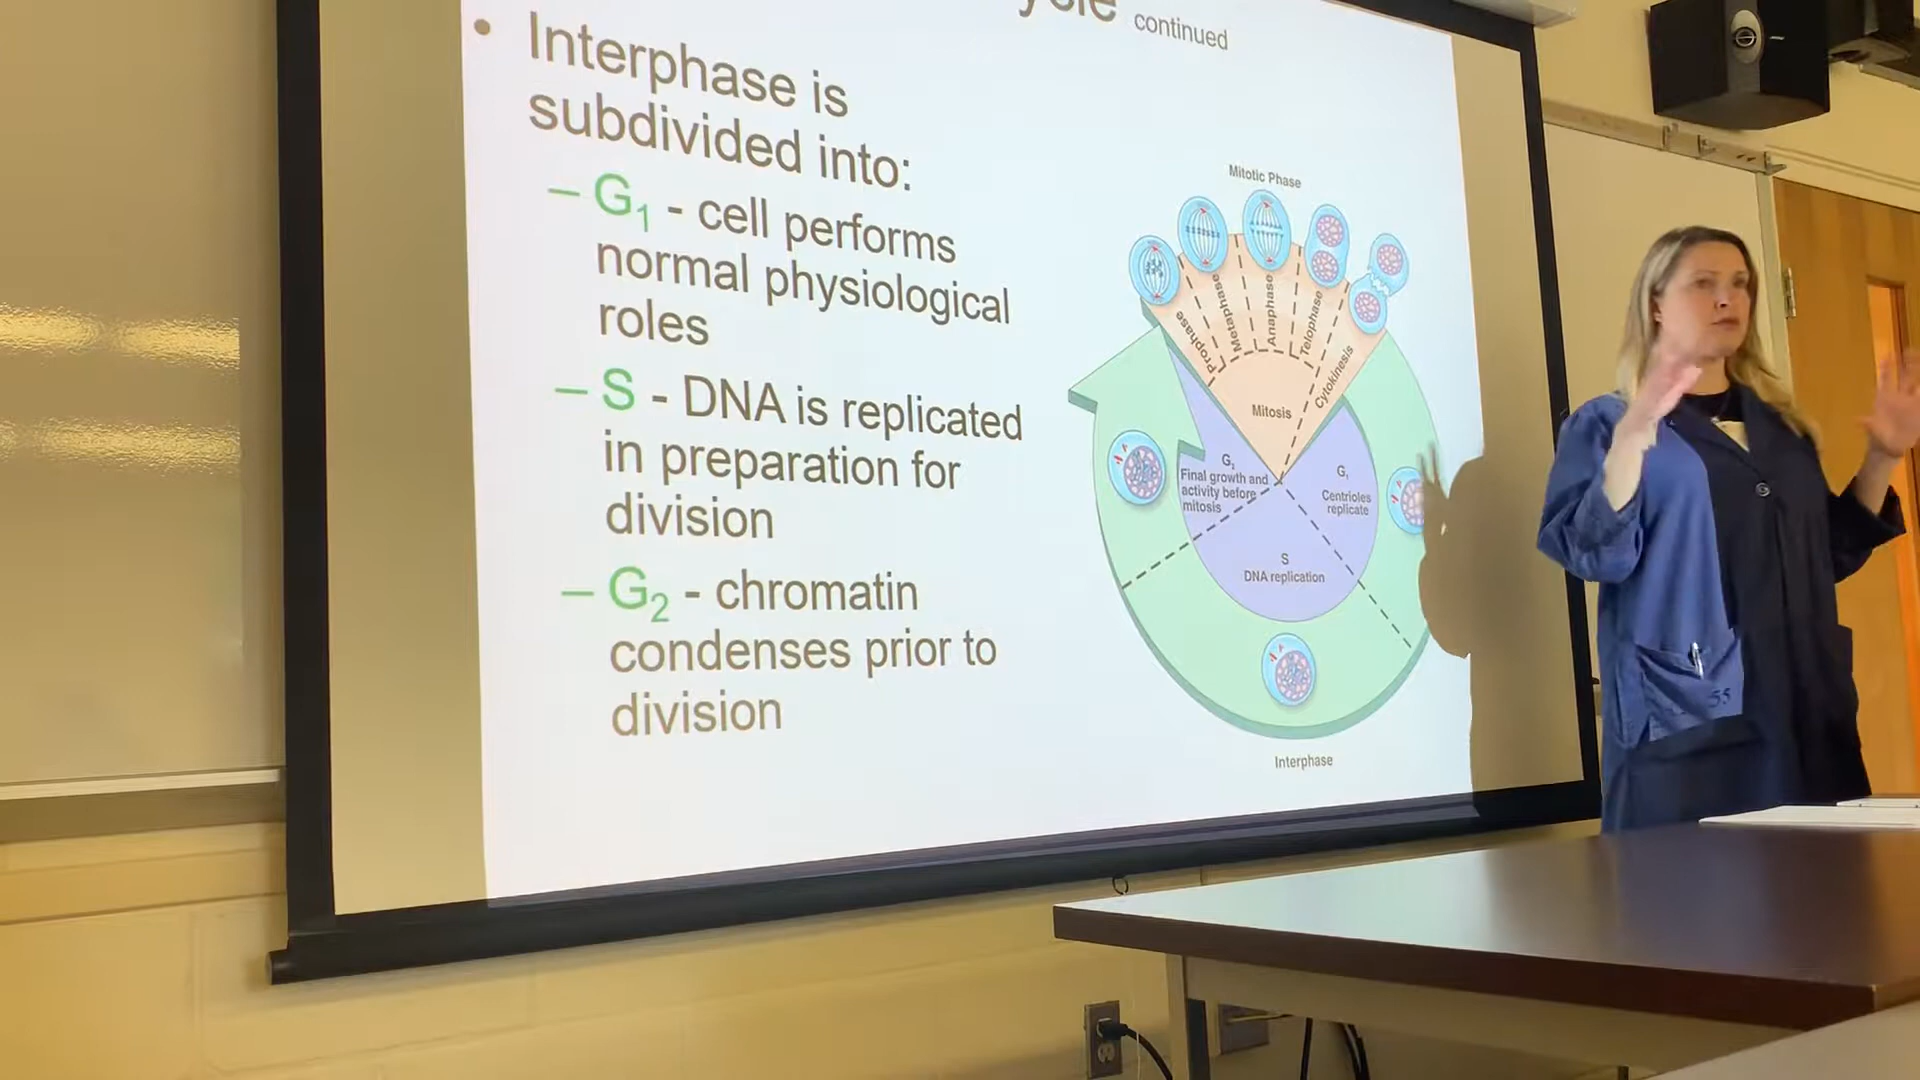 continued
• Interphase is
subdivided into:
– G₁ - cell performs
normal physiological
roles
– S - DNA is replicated
in preparation for
division
– G₂ - chromatin
condenses prior to
division
Mitotic Phase
Prophase
Metaphase
Anaphase
Telophase
Cytokinesis
Mitosis
G₂
Final growth and
activity before
mitosis
G₁
Centrioles
replicate
S
DNA replication
Interphase
55